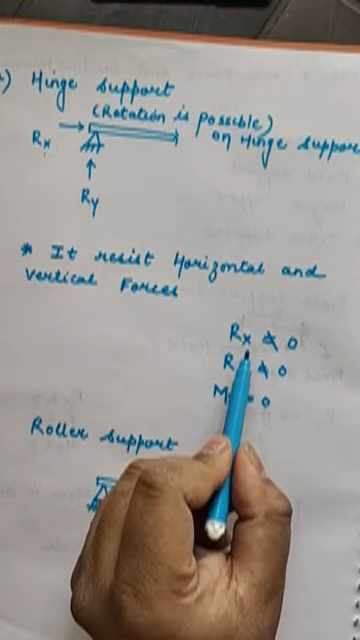 Hinge Support
(Rotation is possible)
on Hinge Support
Rx
Ry
* It resist Horizontal and
vertical Forces
Rx ≠ 0
R ≠ 0
M = 0
Roller Support